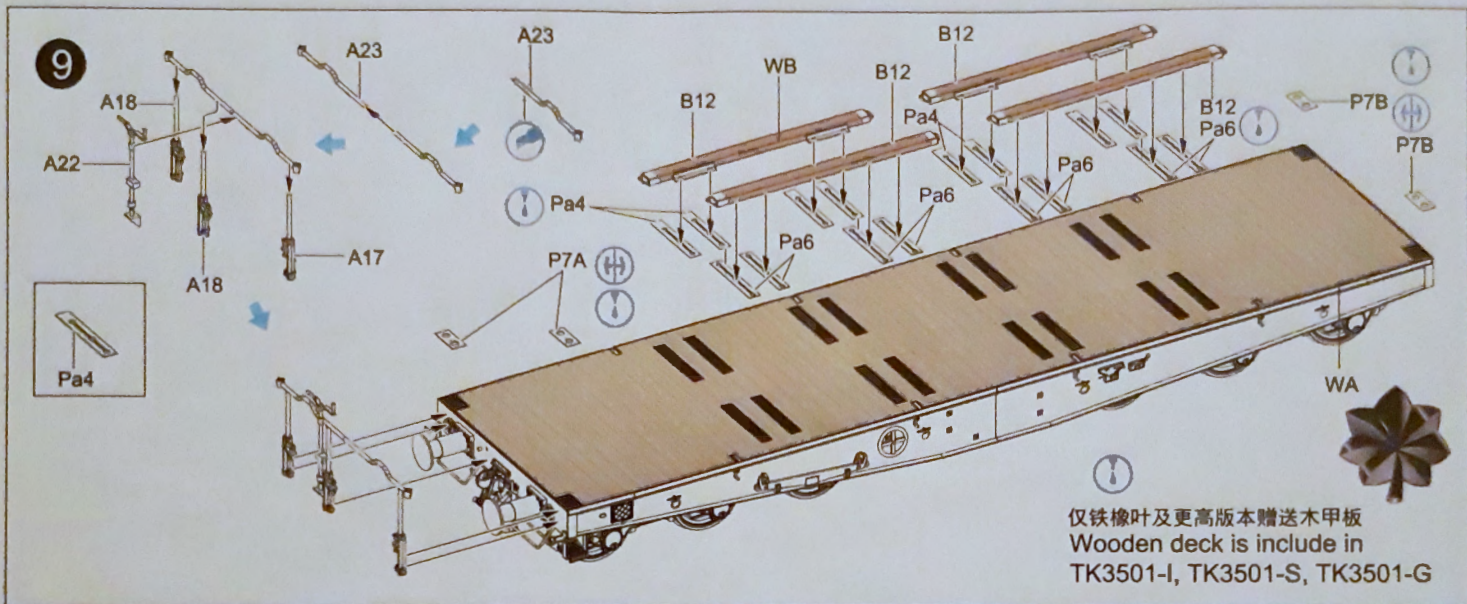 9
A23
A23
B12
A18
WB
B12
B12
P7B
B12
A22
Pa4
Pa6
P7B
Pa4
Pa6
Pa6
Pa6
A17
P7A
A18
Pa4
WA
仅铁橡叶及更高版本赠送木甲板
Wooden deck is include in
TK3501-I, TK3501-S, TK3501-G